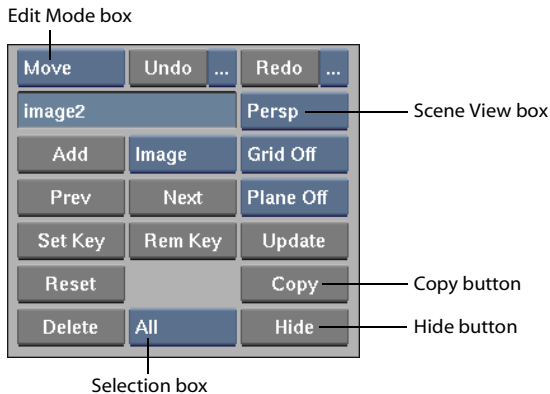 Edit Mode box
Move Undo ... Redo ...
image2 Persp Scene View box
Add Image Grid Off
Prev Next Plane Off
Set Key Rem Key Update
Reset Copy Copy button
Delete All Hide Hide button
Selection box